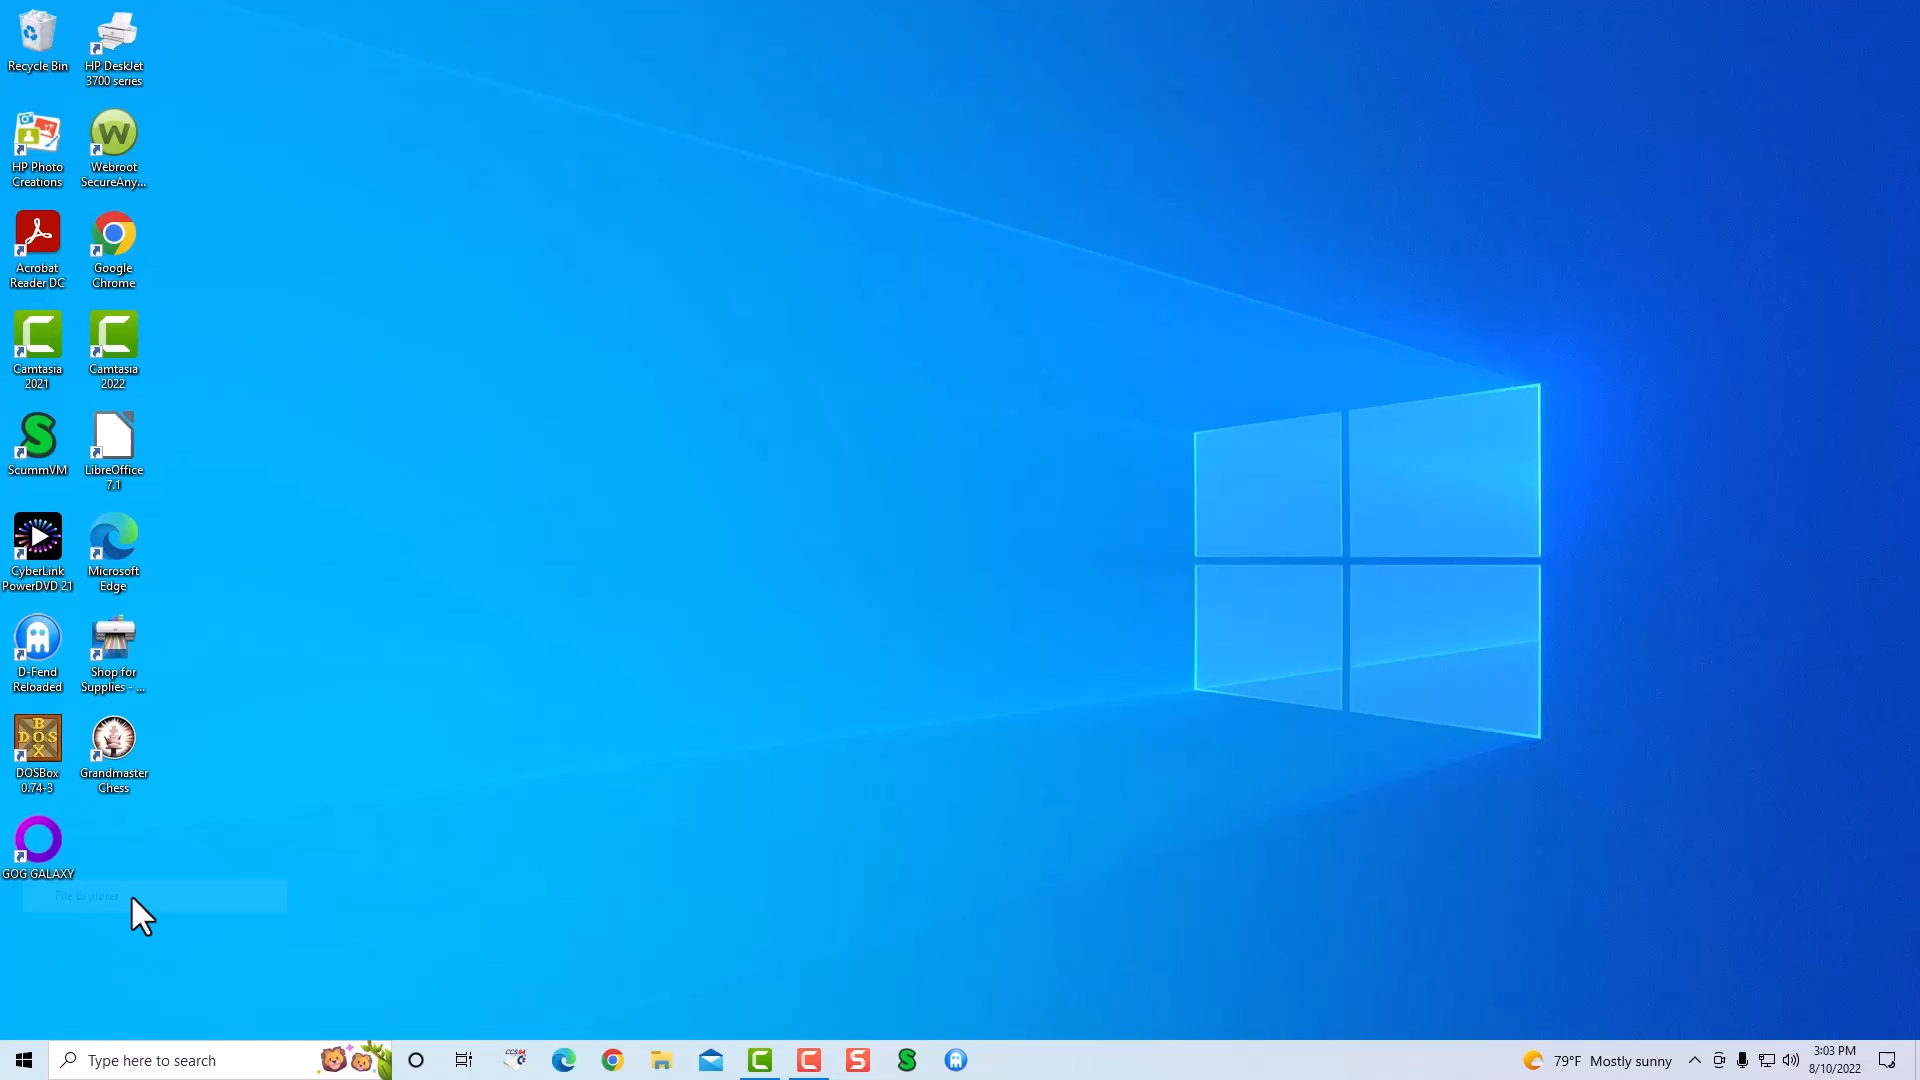 Recycle Bin
HP DeskJet
3700 series
HP Photo
Creations
Webroot
SecureAny...
Acrobat
Reader DC
Google
Chrome
Camtasia
2021
Camtasia
2022
ScummVM
LibreOffice
7.1
CyberLink
PowerDVD 21
Microsoft
Edge
D-Fend
Reloaded
Shop for
Supplies - ...
DOSBox
0.74-3
Grandmaster
Chess
GOG GALAXY
File Explorer
Type here to search
79°F Mostly sunny
3:03 PM
8/10/2022